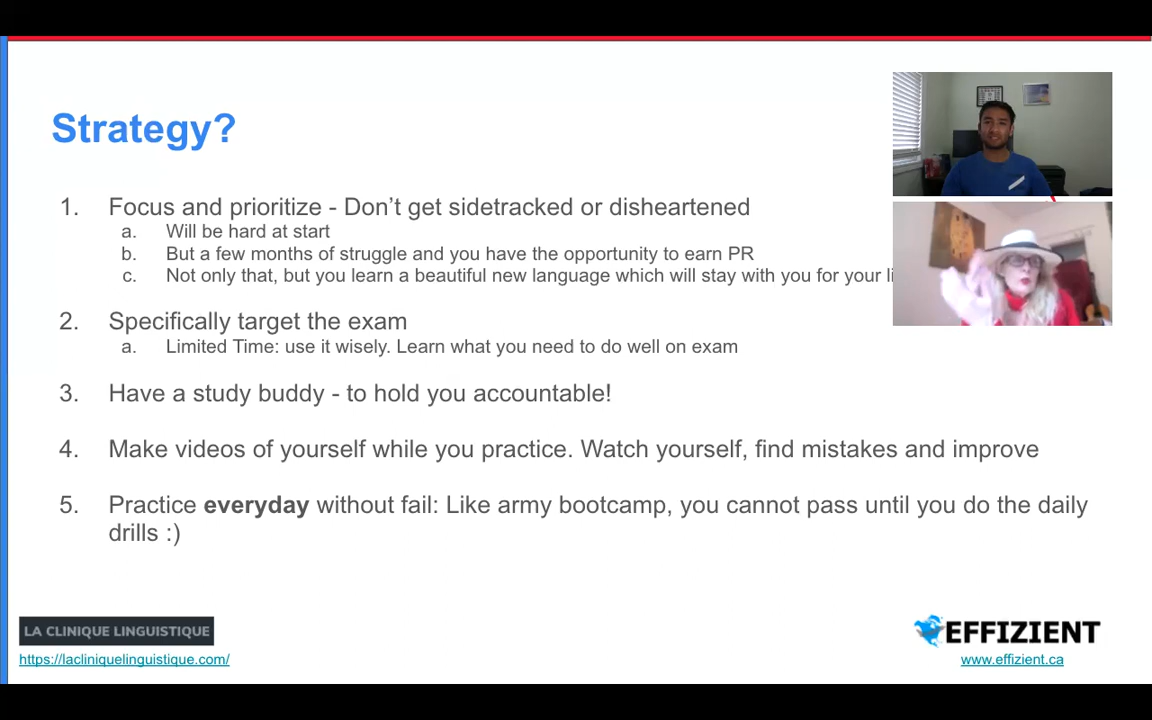 Strategy?
1. Focus and prioritize - Don't get sidetracked or disheartened
a. Will be hard at start
b. But a few months of struggle and you have the opportunity to earn PR
c. Not only that, but you learn a beautiful new language which will stay with you for your
2. Specifically target the exam
a. Limited Time: use it wisely. Learn what you need to do well on exam
3. Have a study buddy - to hold you accountable!
4. Make videos of yourself while you practice. Watch yourself, find mistakes and improve
5. Practice everyday without fail: Like army bootcamp, you cannot pass until you do the daily
drills :)
LA CLINIQUE LINGUISTIQUE
https://lacliniquelinguistique.com/
EFFIZIENT
www.effizient.ca